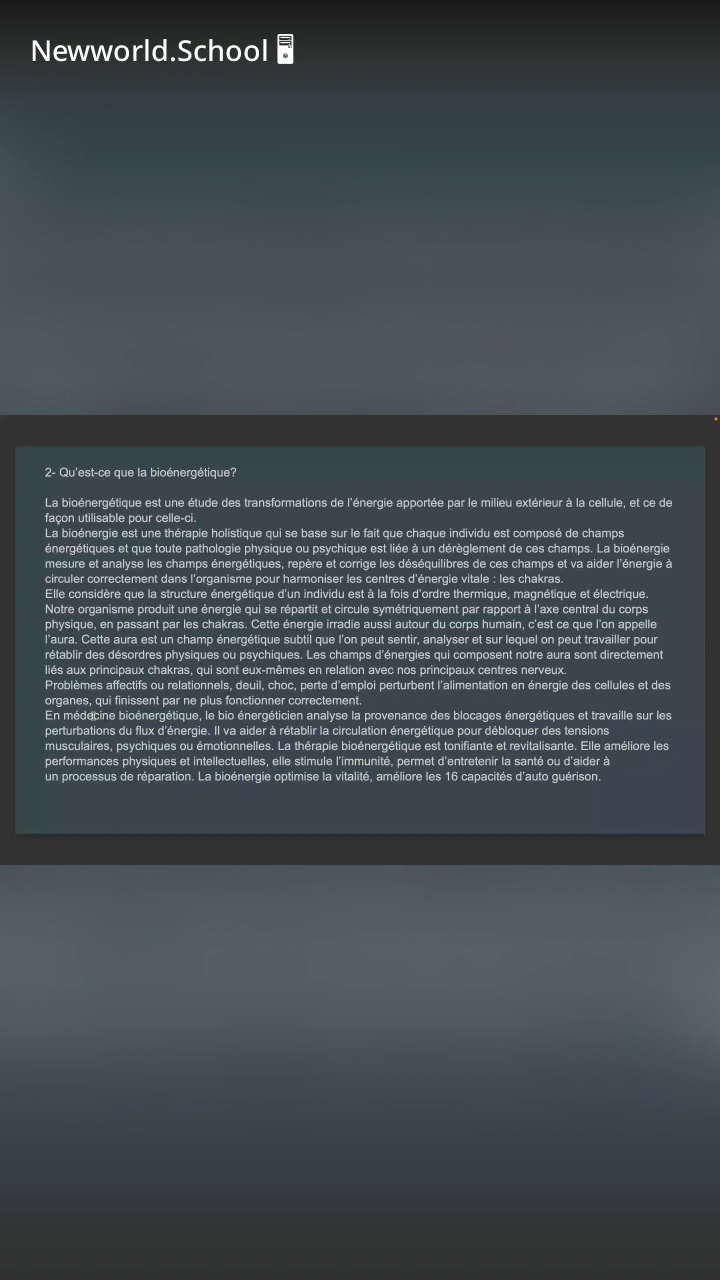 Newworld.School
2- Qu'est-ce que la bioénergétique?
La bioénergétique est une étude des transformations de l'énergie apportée par le milieu extérieur à la cellule, et ce de
façon utilisable pour celle-ci.
La bioénergie est une thérapie holistique qui se base sur le fait que chaque individu est composé de champs
énergétiques et que toute pathologie physique ou psychique est liée à un dérèglement de ces champs. La bioénergie
mesure et analyse les champs énergétiques, repère et corrige les déséquilibres de ces champs et va aider l'énergie à
circuler correctement dans l'organisme pour harmoniser les centres d'énergie vitale : les chakras.
Elle considère que la structure énergétique d'un individu est à la fois d'ordre thermique, magnétique et électrique.
Notre organisme produit une énergie qui se répartit et circule symétriquement par rapport à l'axe central du corps
physique, en passant par les chakras. Cette énergie irradie aussi autour du corps humain, c'est ce que l'on appelle
l'aura. Cette aura est un champ énergétique subtil que l'on peut sentir, analyser et sur lequel on peut travailler pour
rétablir des désordres physiques ou psychiques. Les champs d'énergies qui composent notre aura sont directement
liés aux principaux chakras, qui sont eux-mêmes en relation avec nos principaux centres nerveux.
Problèmes affectifs ou relationnels, deuil, choc, perte d'emploi perturbent l'alimentation en énergie des cellules et des
organes, qui finissent par ne plus fonctionner correctement.
En médecine bioénergétique, le bio énergéticien analyse la provenance des blocages énergétiques et travaille sur les
perturbations du flux d'énergie. Il va aider à rétablir la circulation énergétique pour débloquer des tensions
musculaires, psychiques ou émotionnelles. La thérapie bioénergétique est tonifiante et revitalisante. Elle améliore les
performances physiques et intellectuelles, elle stimule l'immunité, permet d'entretenir la santé ou d'aider à
un processus de réparation. La bioénergie optimise la vitalité, améliore les 16 capacités d'auto guérison.